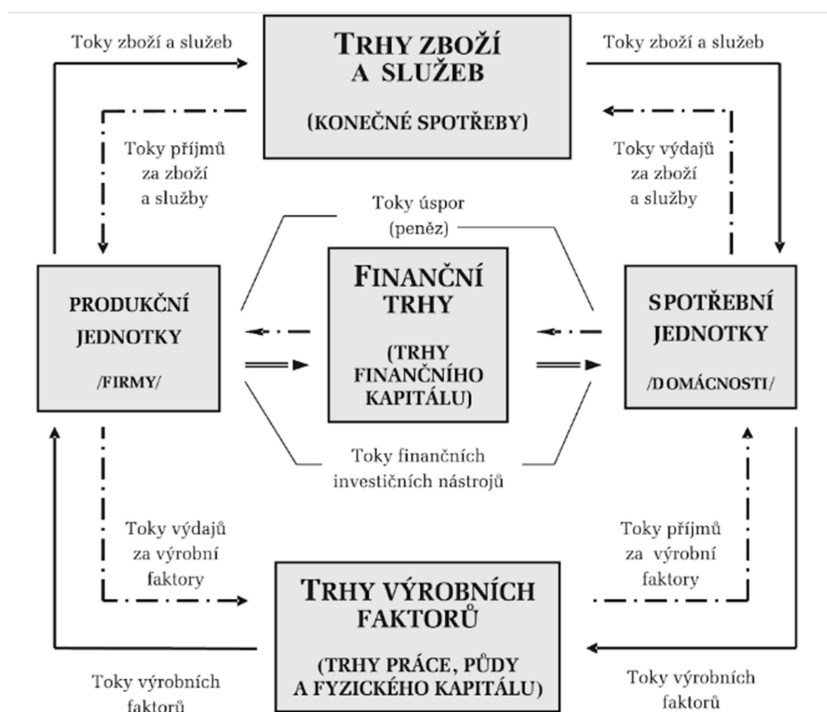 Toky zboží a služeb
TRHY ZBOŽÍ
A SLUŽEB
(KONEČNÉ SPOTŘEBY)
Toky zboží a služeb
Toky příjmů
za zboží
a služby
Toky výdajů
za zboží
a služby
Toky úspor
(peněz)
PRODUKČNÍ
JEDNOTKY
/FIRMY/
FINANČNÍ
TRHY
(TRHY
FINANČNÍHO
KAPITÁLU)
SPOTŘEBNÍ
JEDNOTKY
/DOMÁCNOSTI/
Toky finančních
investičních nástrojů
Toky výdajů
za výrobní
faktory
Toky příjmů
za výrobní
faktory
TRHY VÝROBNÍCH
FAKTORŮ
(TRHY PRÁCE, PŮDY
A FYZICKÉHO KAPITÁLU)
Toky výrobních
faktorů
Toky výrobních
faktorů